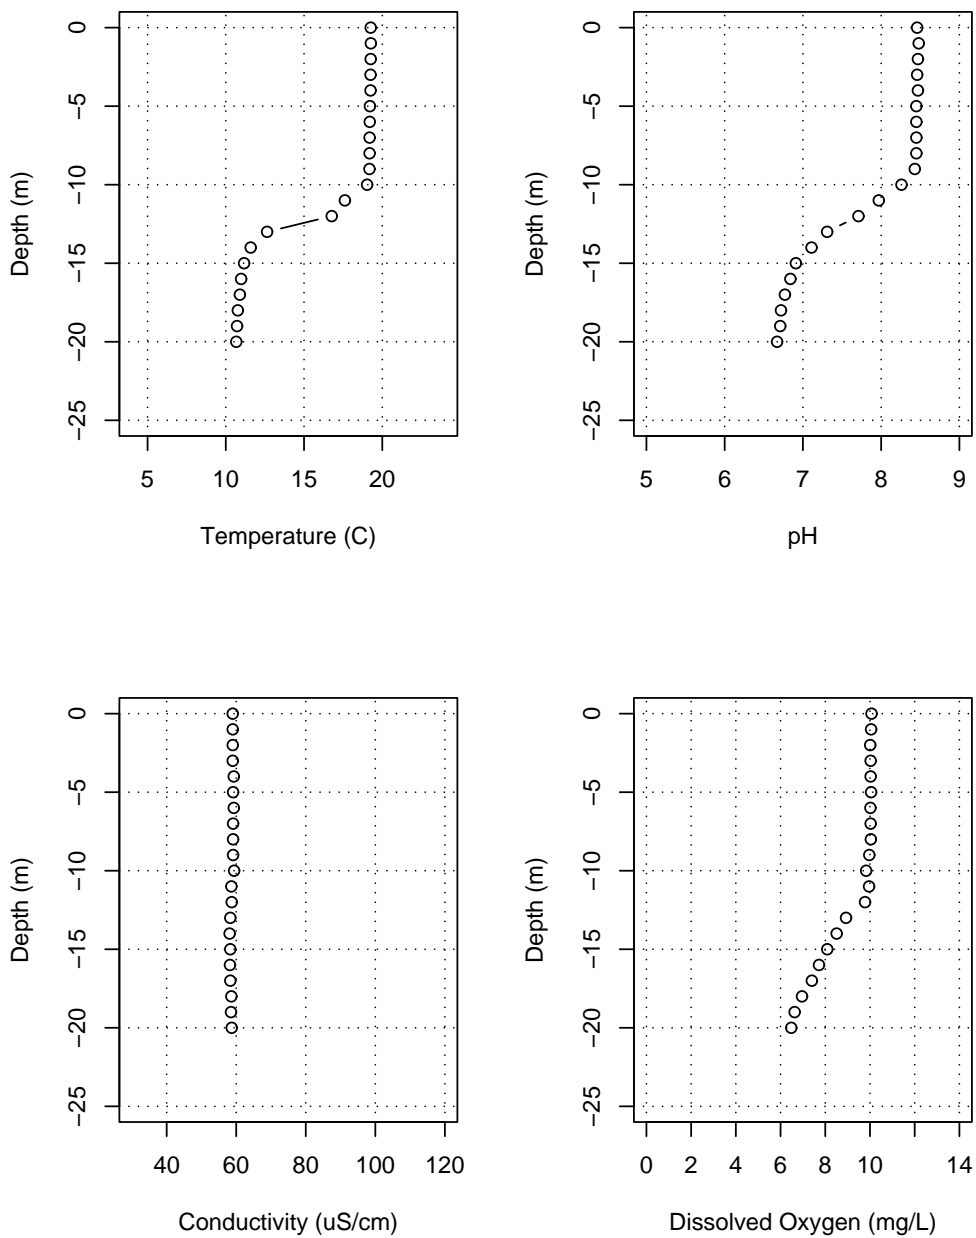 0
−5
−10
−15
−20
−25
Depth (m)
5 10 15 20
Temperature (C)
0
−5
−10
−15
−20
−25
Depth (m)
5 6 7 8 9
pH
0
−5
−10
−15
−20
−25
Depth (m)
40 60 80 100 120
Conductivity (uS/cm)
0
−5
−10
−15
−20
−25
Depth (m)
0 2 4 6 8 10 14
Dissolved Oxygen (mg/L)